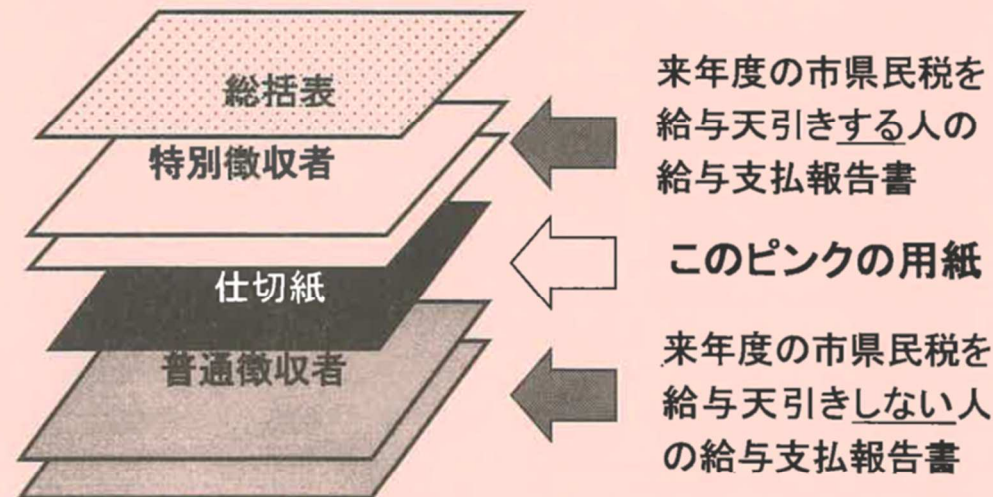 総括表
特別徴収者
仕切紙
普通徴収者
来年度の市県民税を
給与天引きする人の
給与支払報告書
このピンクの用紙
来年度の市県民税を
給与天引きしない人
の給与支払報告書